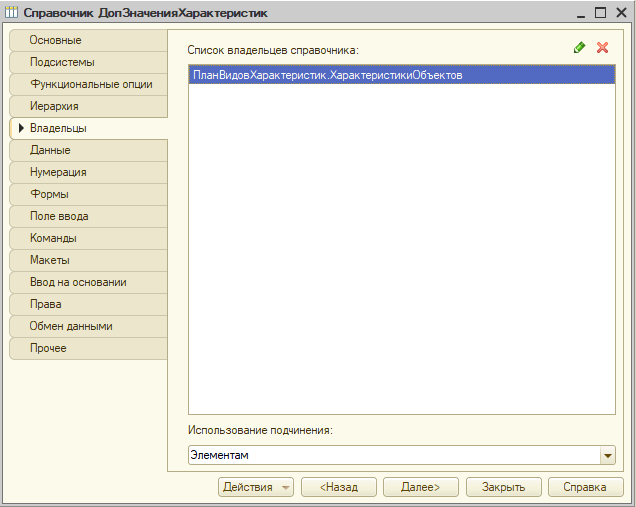 Справочник ДопЗначенияХарактеристик
Основные
Подсистемы
Функциональные опции
Иерархия
Владельцы
Данные
Нумерация
Формы
Поле ввода
Команды
Макеты
Ввод на основании
Права
Обмен данными
Прочее
Список владельцев справочника:
ПланВидовХарактеристик.ХарактеристикиОбъектов
Использование подчинения:
Элементам
Действия
<Назад
Далее>
Закрыть
Справка